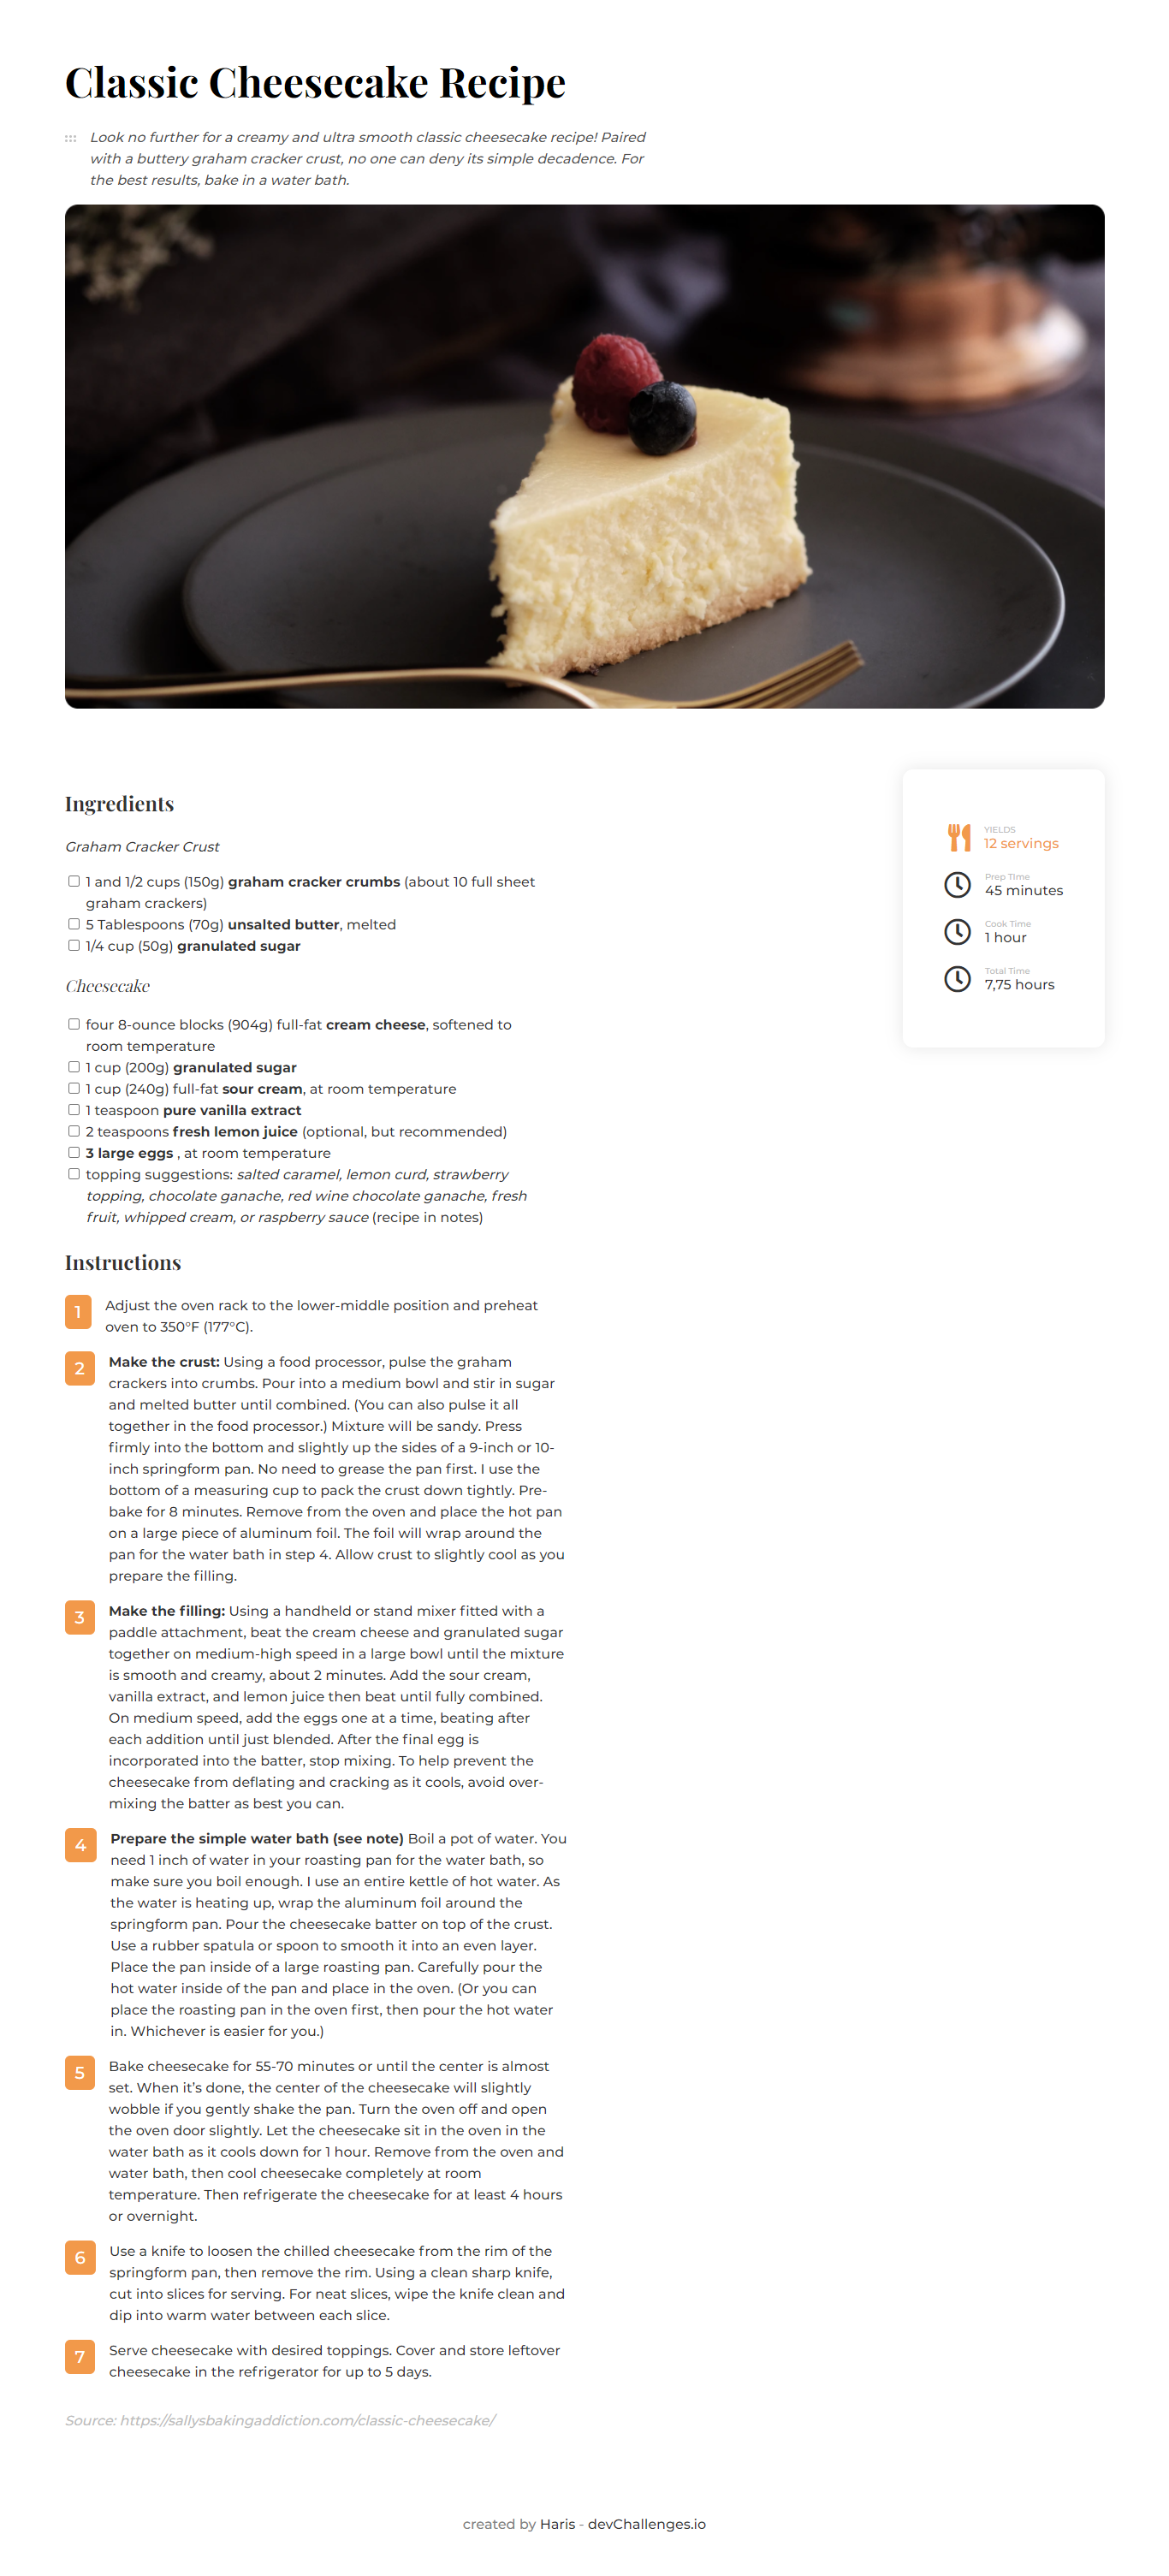 Classic Cheesecake Recipe
Look no further for a creamy and ultra smooth classic cheesecake recipe! Paired
with a buttery graham cracker crust, no one can deny its simple decadence. For
the best results, bake in a water bath.
Ingredients
Graham Cracker Crust
1 and 1/2 cups (150g) graham cracker crumbs (about 10 full sheet
graham crackers)
5 Tablespoons (70g) unsalted butter, melted
1/4 cup (50g) granulated sugar
Cheesecake
four 8-ounce blocks (904g) full-fat cream cheese, softened to
room temperature
1 cup (200g) granulated sugar
1 cup (240g) full-fat sour cream, at room temperature
1 teaspoon pure vanilla extract
2 teaspoons fresh lemon juice (optional, but recommended)
3 large eggs , at room temperature
topping suggestions: salted caramel, lemon curd, strawberry
topping, chocolate ganache, red wine chocolate ganache, fresh
fruit, whipped cream, or raspberry sauce (recipe in notes)
YIELDS
12 servings
Prep Time
45 minutes
Cook Time
1 hour
Total Time
7,75 hours
Instructions
1 Adjust the oven rack to the lower-middle position and preheat
oven to 350°F (177°C).
2 Make the crust: Using a food processor, pulse the graham
crackers into crumbs. Pour into a medium bowl and stir in sugar
and melted butter until combined. (You can also pulse it all
together in the food processor.) Mixture will be sandy. Press
firmly into the bottom and slightly up the sides of a 9-inch or 10-
inch springform pan. No need to grease the pan first. I use the
bottom of a measuring cup to pack the crust down tightly. Pre-
bake for 8 minutes. Remove from the oven and place the hot pan
on a large piece of aluminum foil. The foil will wrap around the
pan for the water bath in step 4. Allow crust to slightly cool as you
prepare the filling.
3 Make the filling: Using a handheld or stand mixer fitted with a
paddle attachment, beat the cream cheese and granulated sugar
together on medium-high speed in a large bowl until the mixture
is smooth and creamy, about 2 minutes. Add the sour cream,
vanilla extract, and lemon juice then beat until fully combined.
On medium speed, add the eggs one at a time, beating after
each addition until just blended. After the final egg is
incorporated into the batter, stop mixing. To help prevent the
cheesecake from deflating and cracking as it cools, avoid over-
mixing the batter as best you can.
4 Prepare the simple water bath (see note) Boil a pot of water. You
need 1 inch of water in your roasting pan for the water bath, so
make sure you boil enough. I use an entire kettle of hot water. As
the water is heating up, wrap the aluminum foil around the
springform pan. Pour the cheesecake batter on top of the crust.
Use a rubber spatula or spoon to smooth it into an even layer.
Place the pan inside of a large roasting pan. Carefully pour the
hot water inside of the pan and place in the oven. (Or you can
place the roasting pan in the oven first, then pour the hot water
in. Whichever is easier for you.)
5 Bake cheesecake for 55-70 minutes or until the center is almost
set. When it’s done, the center of the cheesecake will slightly
wobble if you gently shake the pan. Turn the oven off and open
the oven door slightly. Let the cheesecake sit in the oven in the
water bath as it cools down for 1 hour. Remove from the oven and
water bath, then cool cheesecake completely at room
temperature. Then refrigerate the cheesecake for at least 4 hours
or overnight.
6 Use a knife to loosen the chilled cheesecake from the rim of the
springform pan, then remove the rim. Using a clean sharp knife,
cut into slices for serving. For neat slices, wipe the knife clean and
dip into warm water between each slice.
7 Serve cheesecake with desired toppings. Cover and store leftover
cheesecake in the refrigerator for up to 5 days.
Source: https://sallysbakingaddiction.com/classic-cheesecake/
created by Haris - devChallenges.io